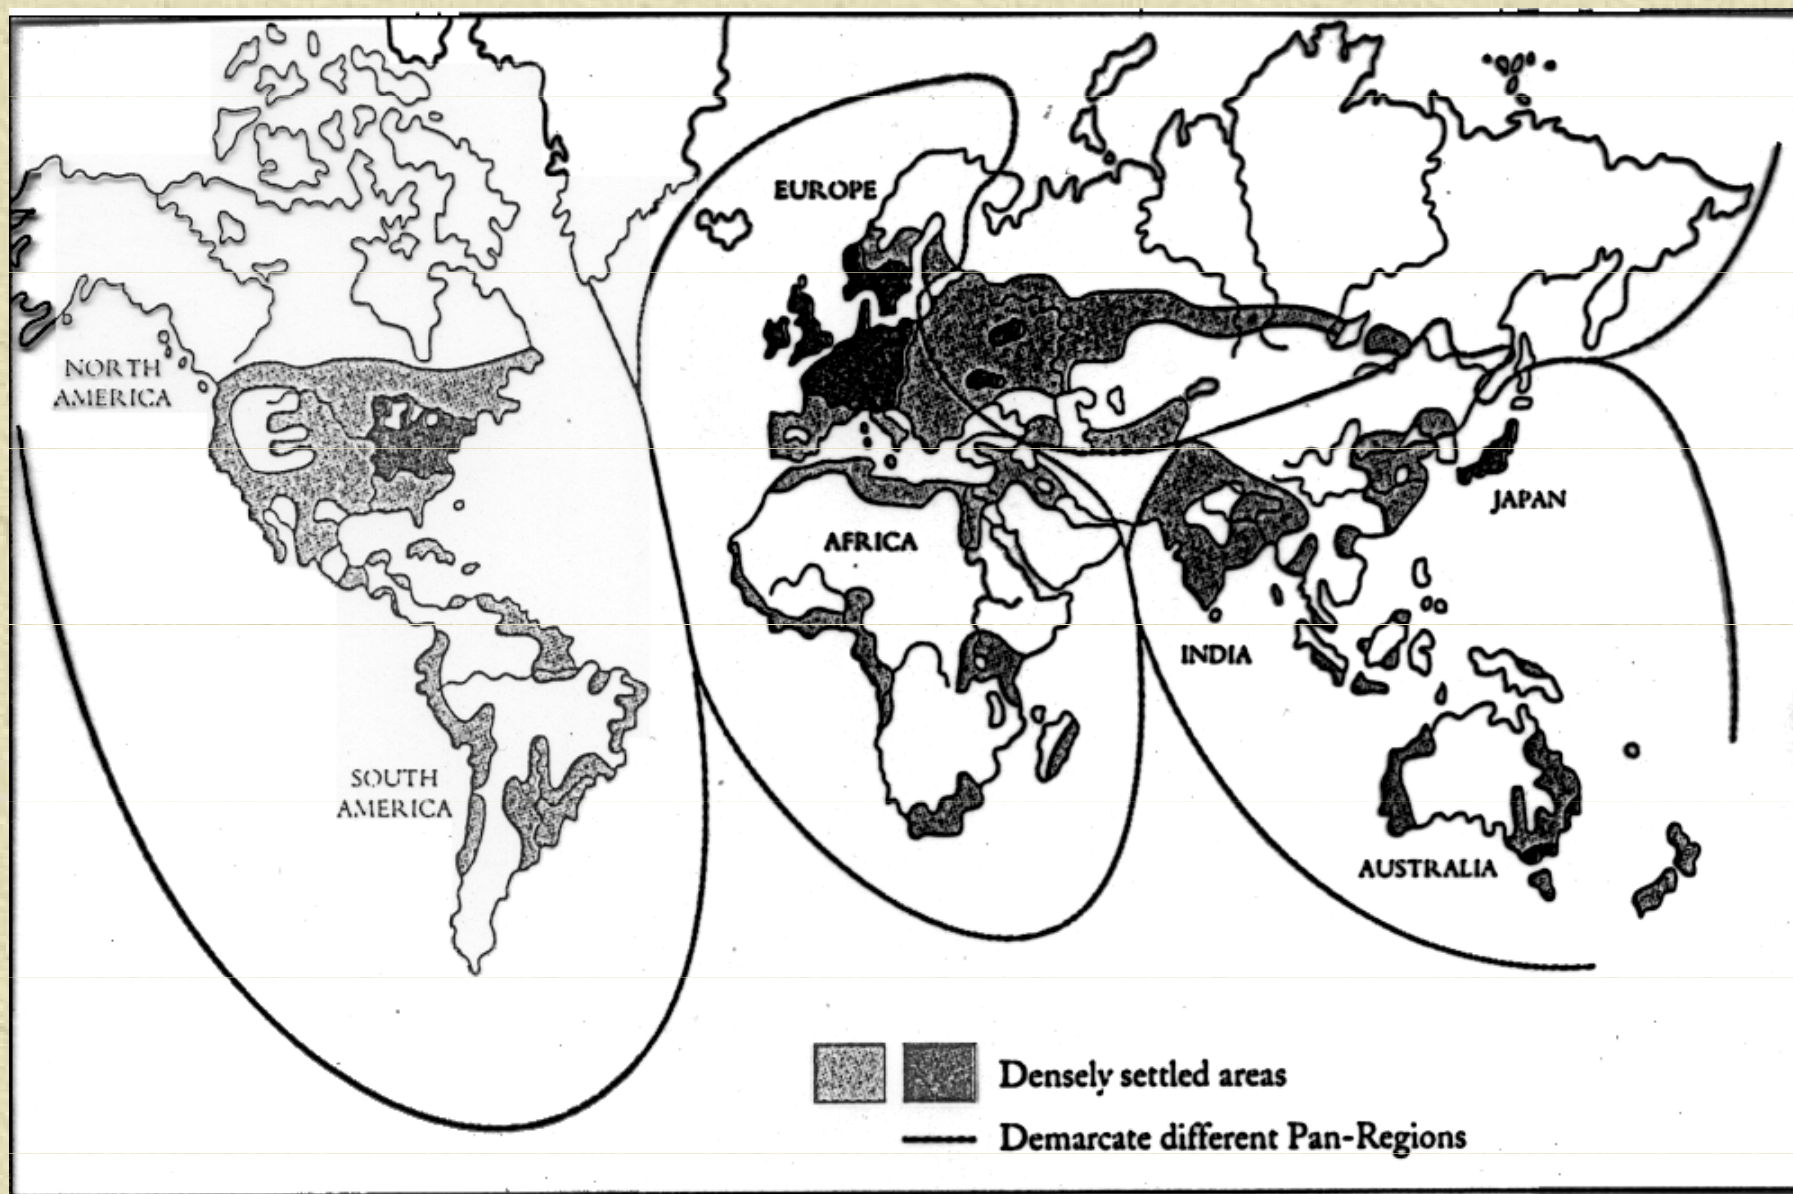 EUROPE
NORTH
AMERICA
JAPAN
AFRICA
INDIA
SOUTH
AMERICA
AUSTRALIA
Densely settled areas
Demarcate different Pan-Regions